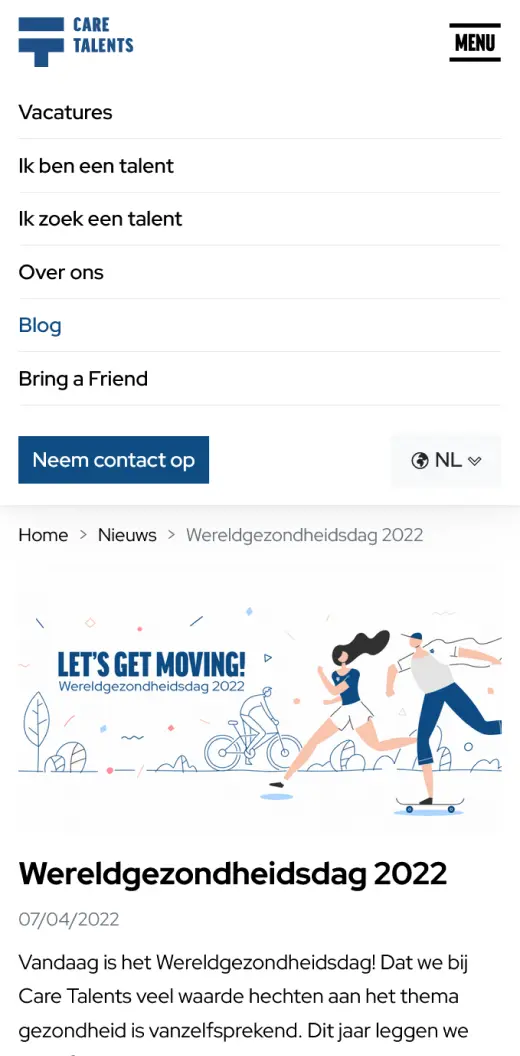 CARE
TALENTS
MENU
Vacatures
Ik ben een talent
Ik zoek een talent
Over ons
Blog
Bring a Friend
Neem contact op
NL
Home > Nieuws > Wereldgezondheidsdag 2022
LET'S GET MOVING!
Wereldgezondheidsdag 2022
Wereldgezondheidsdag 2022
07/04/2022
Vandaag is het Wereldgezondheidsdag! Dat we bij
Care Talents veel waarde hechten aan het thema
gezondheid is vanzelfsprekend. Dit jaar leggen we